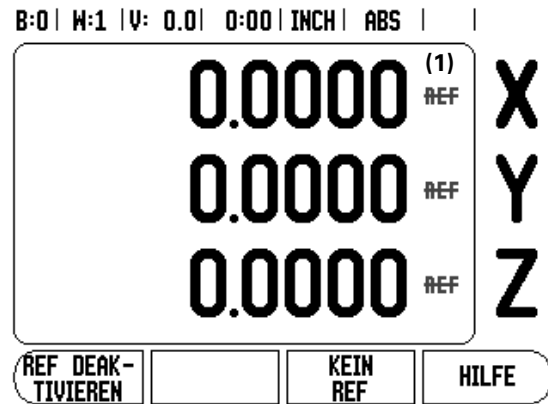 B:0 | W:1 | V: 0.0 | 0:00 | INCH | ABS | |
(1)
0.0000 REF X
0.0000 REF Y
0.0000 REF Z
REF DEAK-
TIVIEREN
KEIN
REF
HILFE